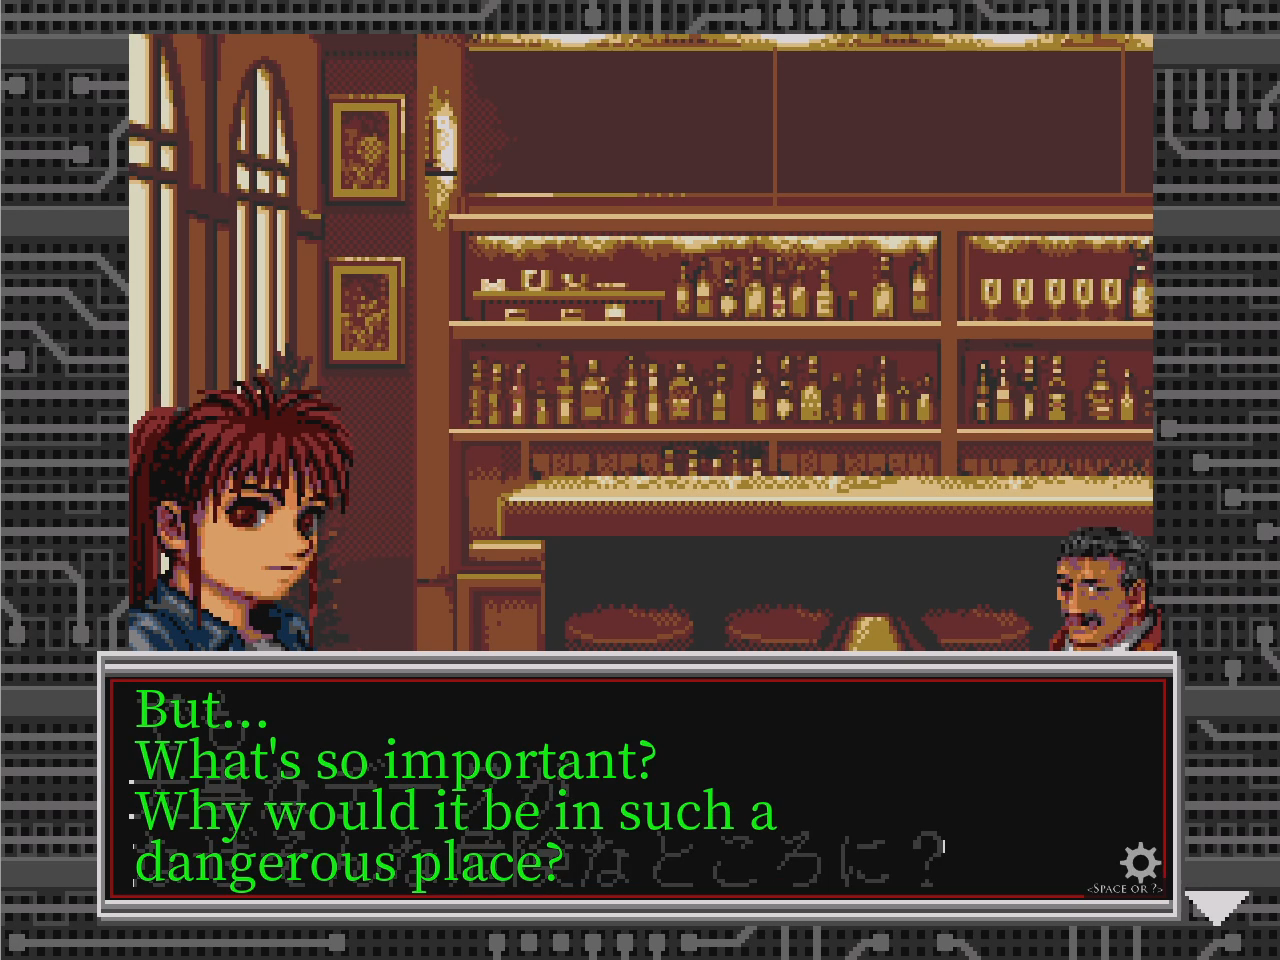 But...
What's so important?
Why would it be in such a
dangerous place?
<SPACE OR ?>